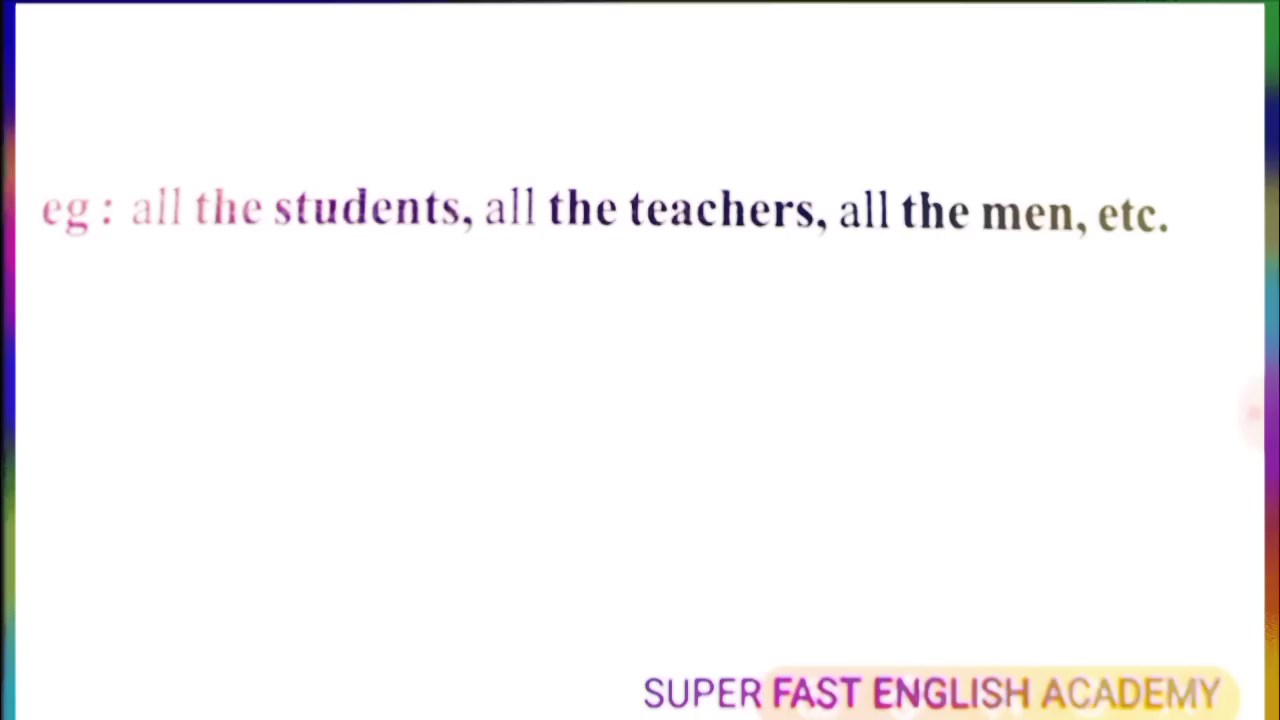 eg : all the students, all the teachers, all the men, etc.
SUPER FAST ENGLISH ACADEMY